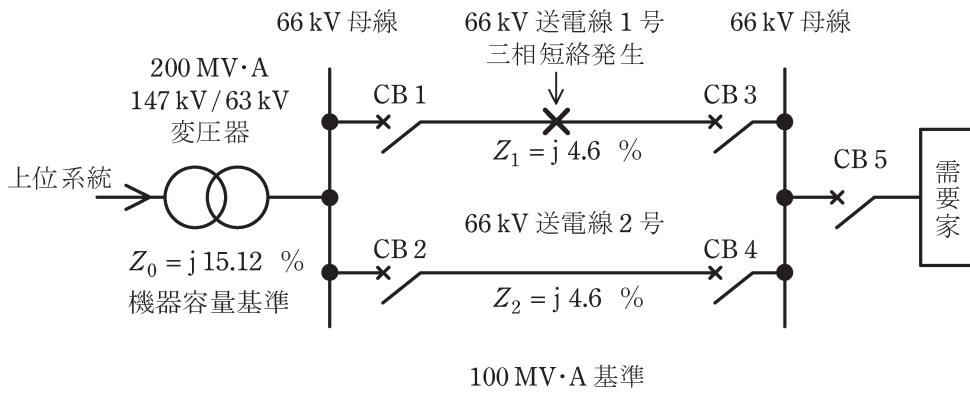 66 kV 母線
66 kV 送電線 1 号
三相短絡発生
66 kV 母線
200 MV・A
147 kV / 63 kV
変圧器
CB 1
CB 3
Z₁ = j 4.6 %
上位系統
CB 5
需要家
66 kV 送電線 2 号
Z₀ = j 15.12 %
機器容量基準
CB 2
CB 4
Z₂ = j 4.6 %
100 MV・A 基準